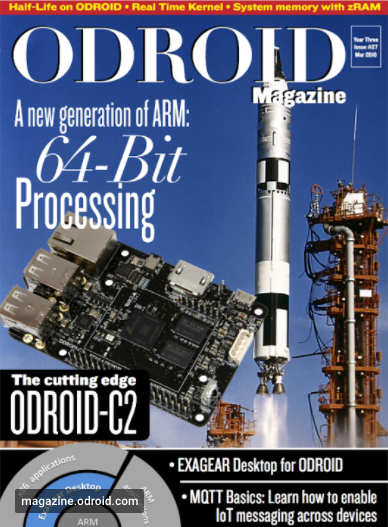 Half-Life on ODROID • Real Time Kernel • System memory with zRAM
ODROID
Year Three
Issue #27
Mar 2016
Magazine
A new generation of ARM:
64-Bit
Processing
The cutting edge
ODROID-C2
• EXAGEAR Desktop for ODROID
• MQTT Basics: Learn how to enable
IoT messaging across devices
x86 applications
Desktop
ARM
magazine.odroid.com